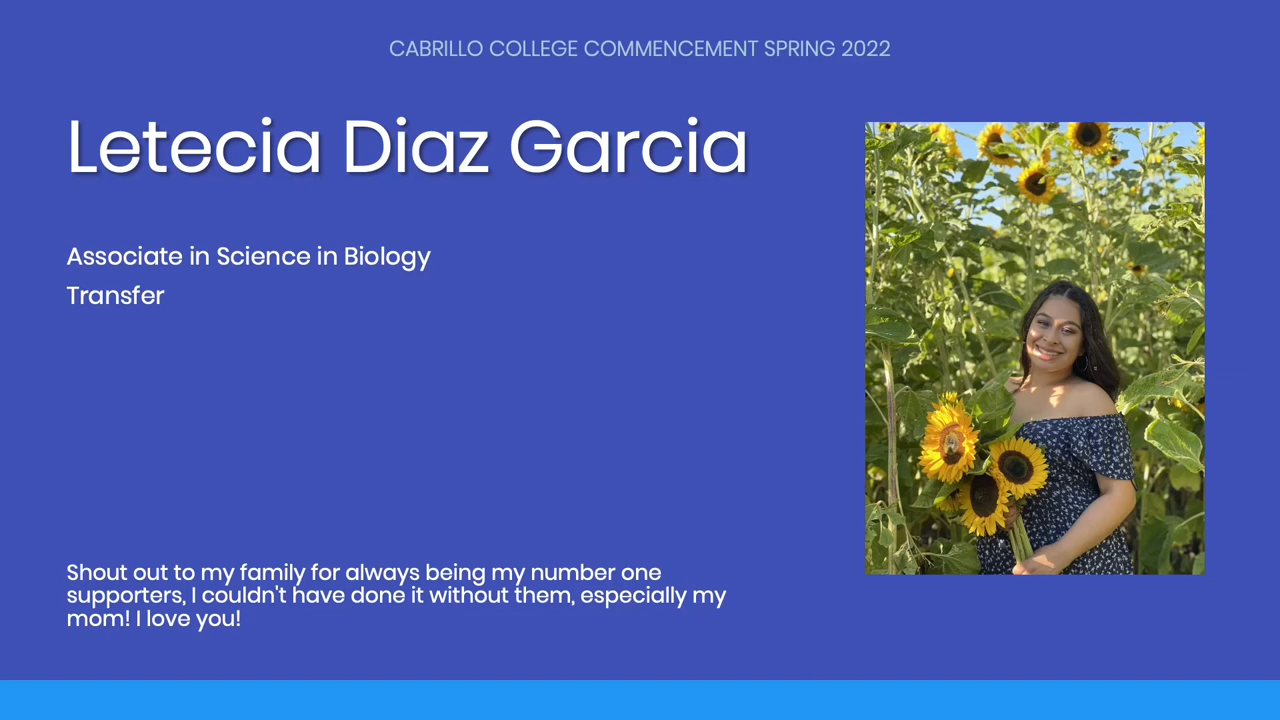 CABRILLO COLLEGE COMMENCEMENT SPRING 2022
Letecia Diaz Garcia
Associate in Science in Biology
Transfer
Shout out to my family for always being my number one
supporters, I couldn't have done it without them, especially my
mom! I love you!